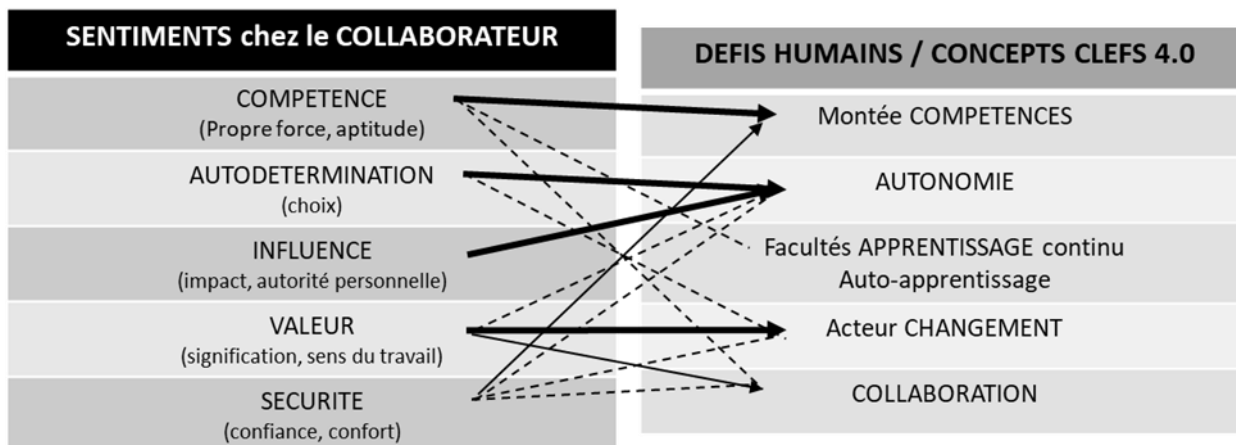 SENTIMENTS chez le COLLABORATEUR
COMPETENCE
(Propre force, aptitude)
AUTODETERMINATION
(choix)
INFLUENCE
(impact, autorité personnelle)
VALEUR
(signification, sens du travail)
SECURITE
(confiance, confort)
DEFIS HUMAINS / CONCEPTS CLEFS 4.0
Montée COMPETENCES
AUTONOMIE
Facultés APPRENTISSAGE continu
Auto-apprentissage
Acteur CHANGEMENT
COLLABORATION